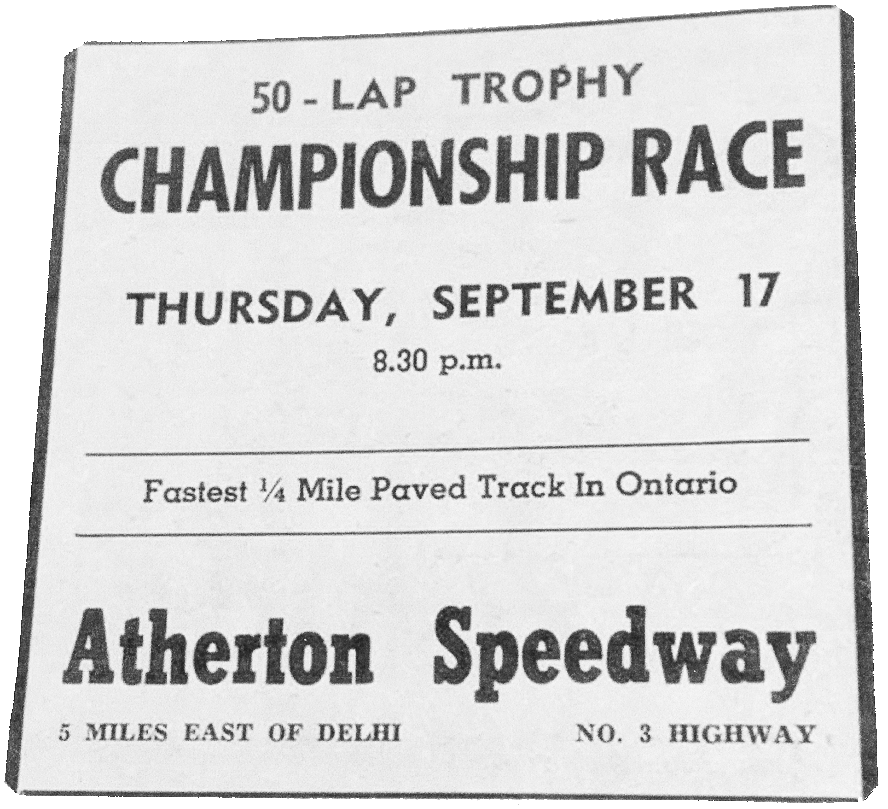 50 - LAP TROPHY
CHAMPIONSHIP RACE
THURSDAY, SEPTEMBER 17
8.30 p.m.
Fastest ¼ Mile Paved Track In Ontario
Atherton Speedway
5 MILES EAST OF DELHI NO. 3 HIGHWAY